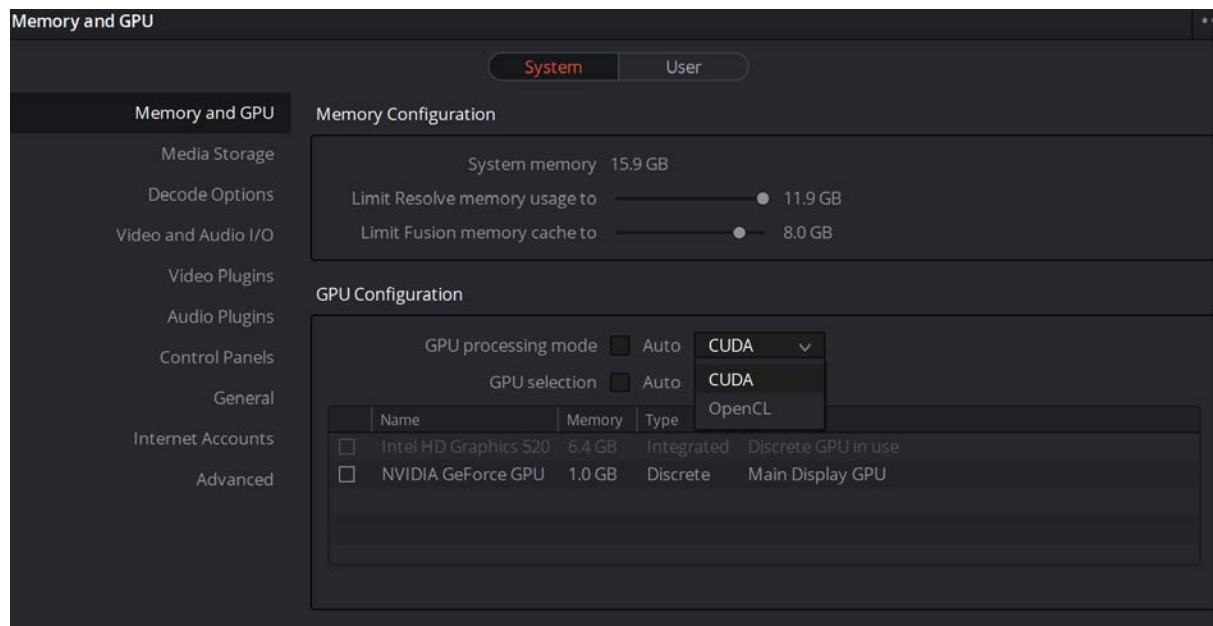 Memory and GPU
System User
Memory and GPU
Media Storage
Decode Options
Video and Audio I/O
Video Plugins
Audio Plugins
Control Panels
General
Internet Accounts
Advanced
Memory Configuration
System memory 15.9 GB
Limit Resolve memory usage to 11.9 GB
Limit Fusion memory cache to 8.0 GB
GPU Configuration
GPU processing mode Auto CUDA
GPU selection Auto CUDA
OpenCL
Name Memory Type
Intel HD Graphics 520 6.4 GB Integrated Discrete GPU in use
NVIDIA GeForce GPU 1.0 GB Discrete Main Display GPU